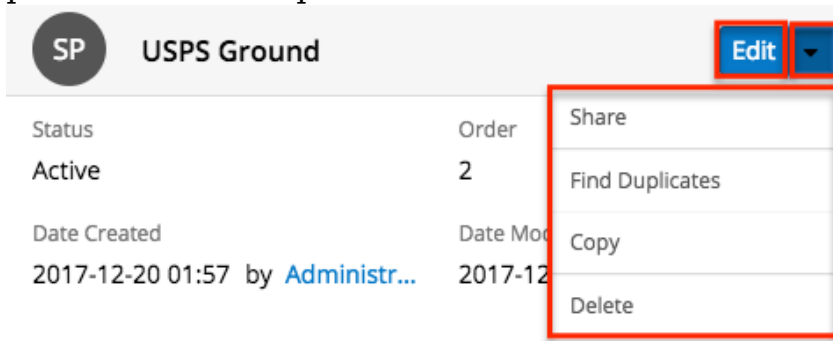 SP USPS Ground Edit
Status Order Share
Active 2 Find Duplicates
Date Created Date Mod Copy
2017-12-20 01:57 by Administr... 2017-12
Delete